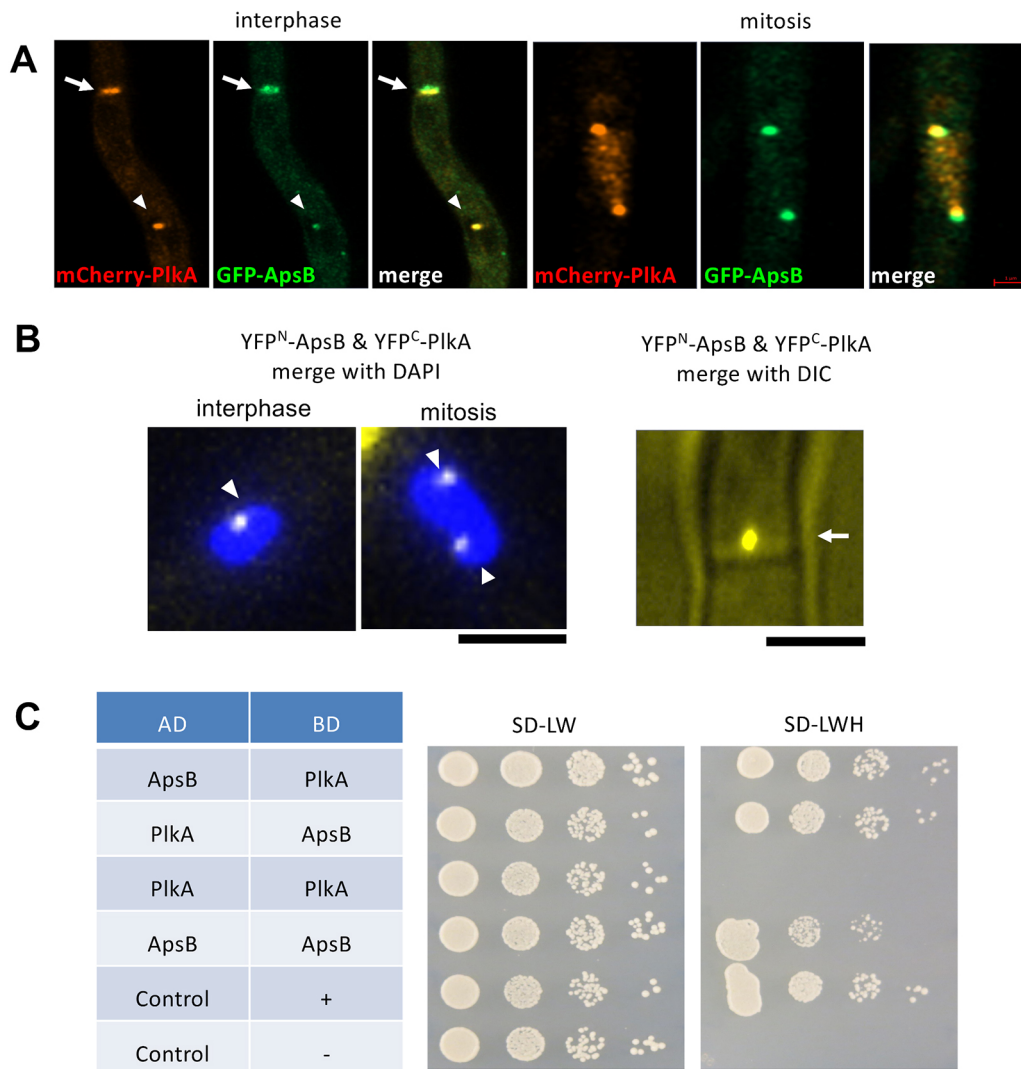 interphase
mitosis
A
mCherry-PlkA
GFP-ApsB
merge
mCherry-PlkA
GFP-ApsB
merge
B
YFPᴺ-ApsB & YFPᶜ-PlkA
merge with DAPI
interphase
mitosis
YFPᴺ-ApsB & YFPᶜ-PlkA
merge with DIC
C
AD BD
ApsB PlkA
PlkA ApsB
PlkA PlkA
ApsB ApsB
Control +
Control -
SD-LW
SD-LWH